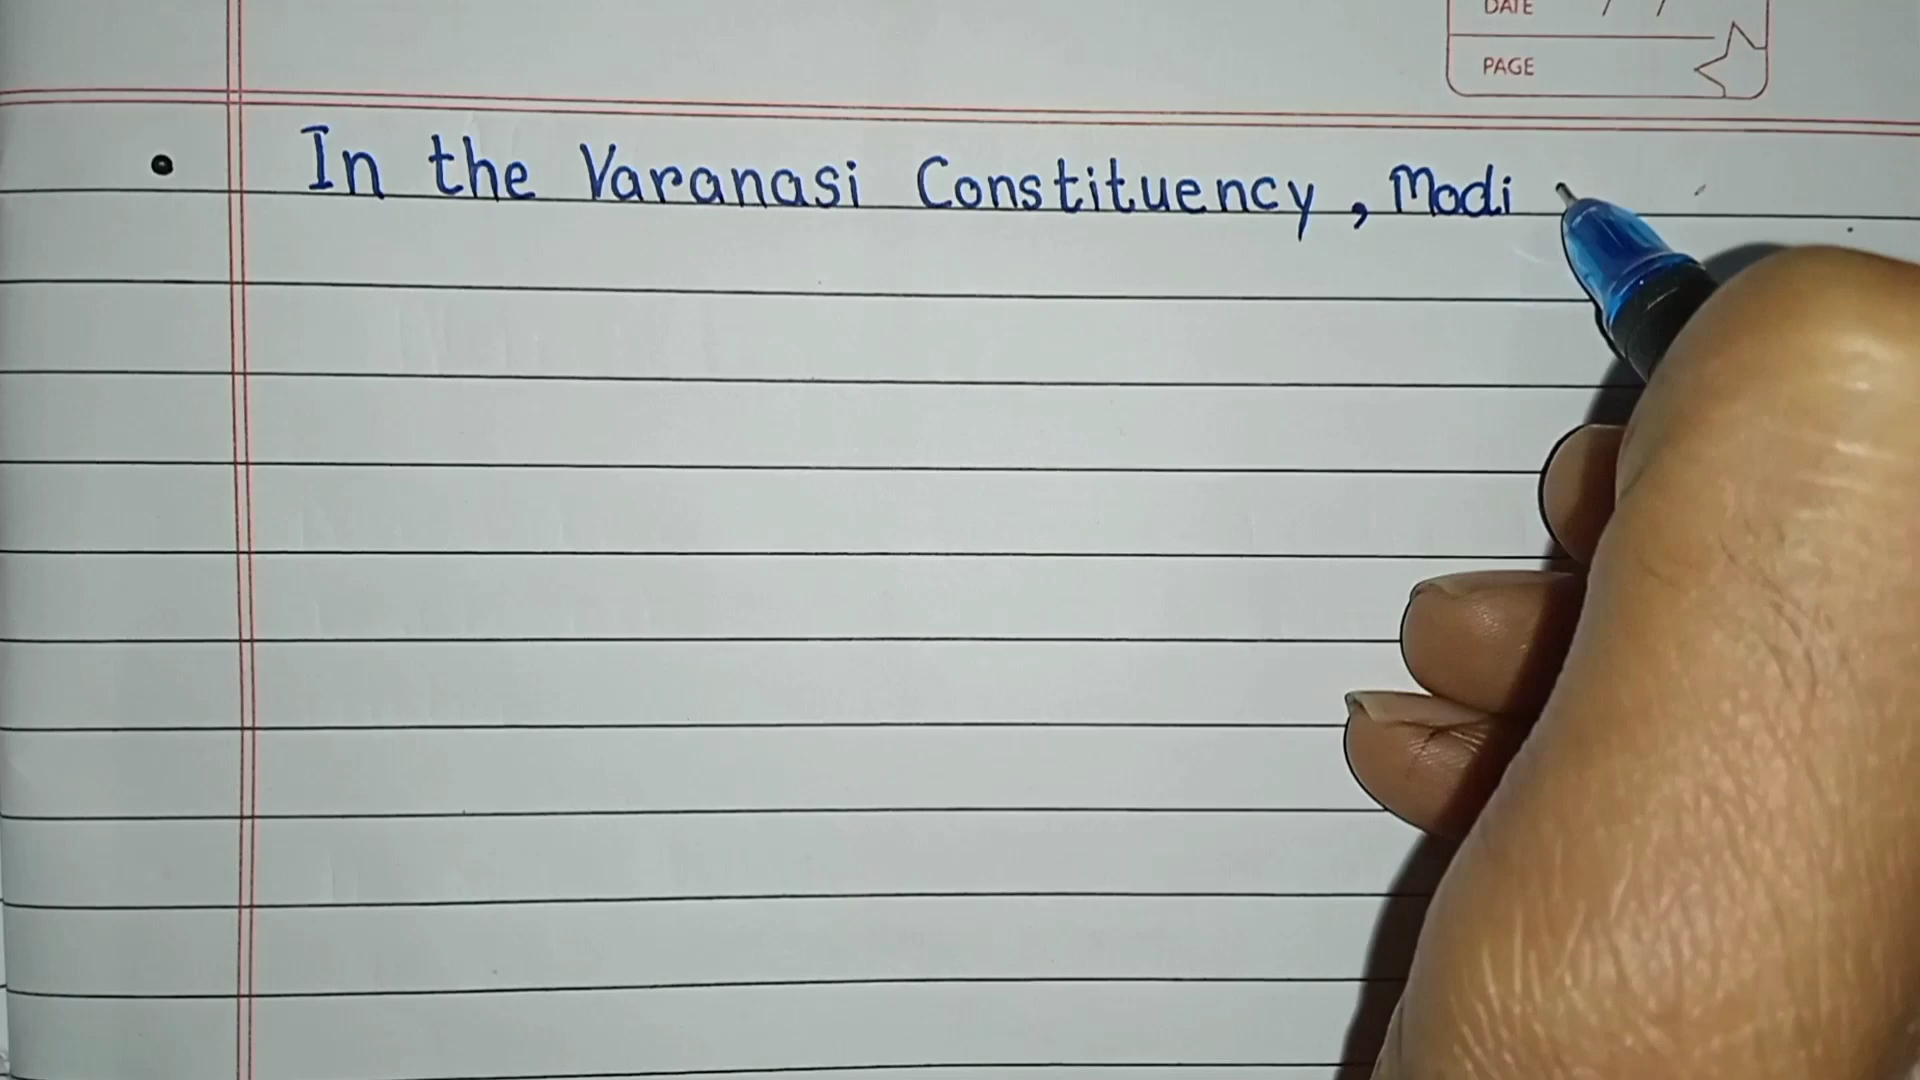 DATE / /
PAGE
• In the Varanasi Constituency, Modi